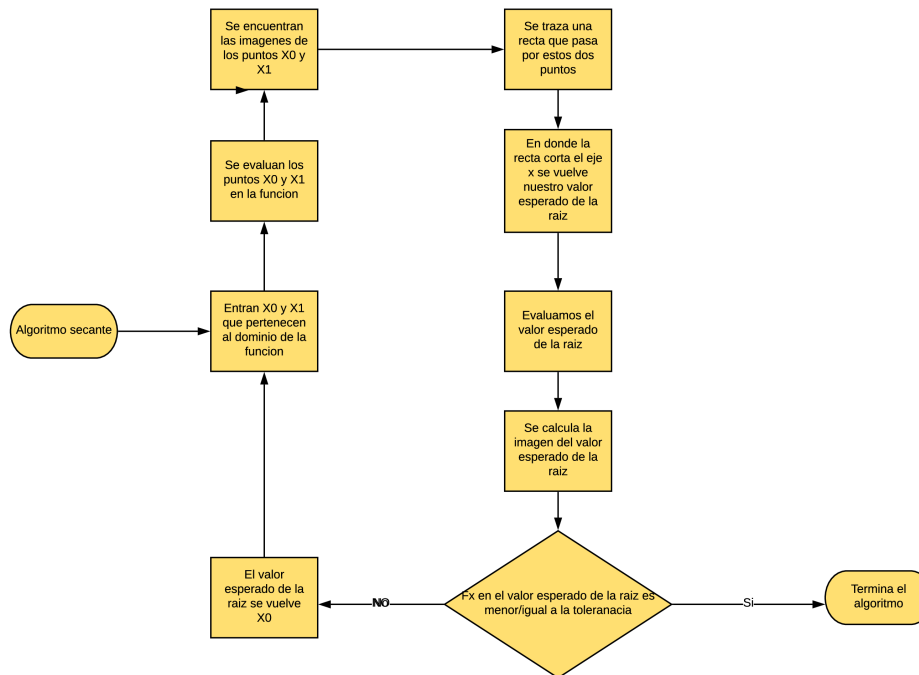 Algoritmo secante
Entran X0 y X1
que pertenecen
al dominio de la
funcion
Se evaluan los
puntos X0 y X1
en la funcion
Se encuentran
las imagenes de
los puntos X0 y
X1
Se traza una
recta que pasa
por estos dos
puntos
En donde la
recta corta el eje
x se vuelve
nuestro valor
esperado de la
raiz
Evaluamos el
valor esperado
de la raiz
Se calcula la
imagen del valor
esperado de la
raiz
Fx en el valor esperado de la raiz es
menor/igual a la toleranacia
NO
El valor
esperado de la
raiz se vuelve
X0
Si
Termina el
algoritmo